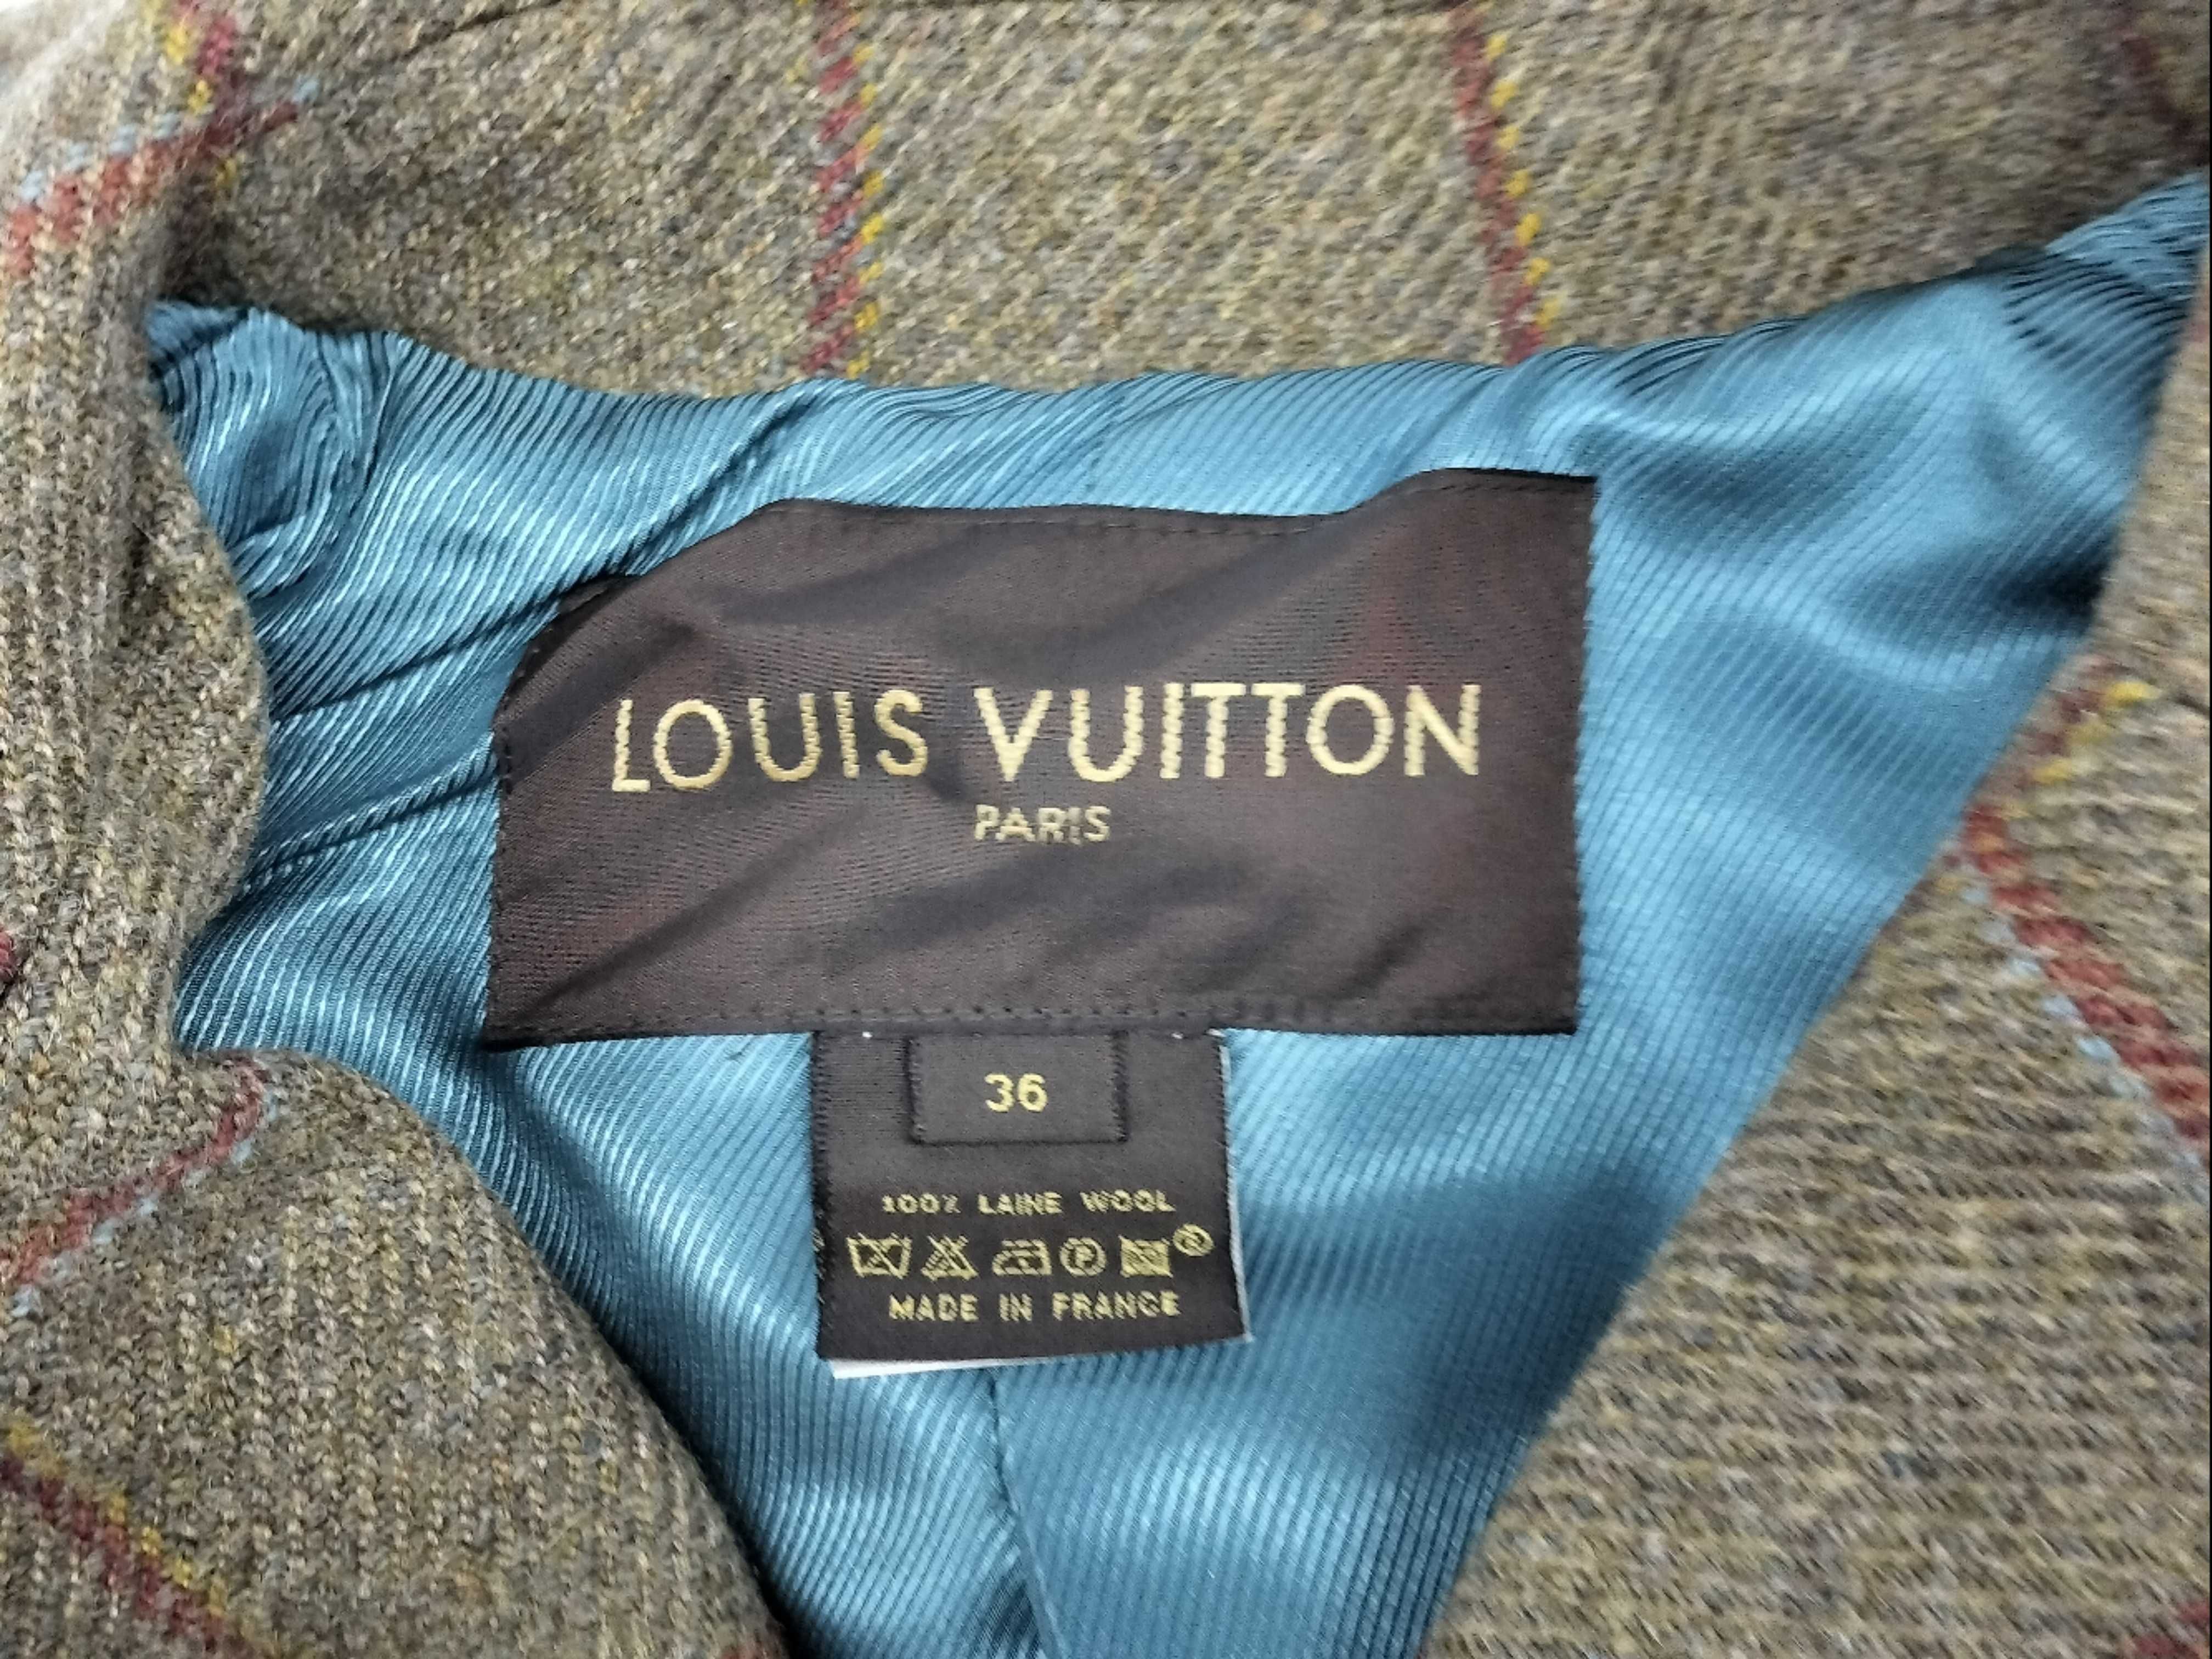 LOUIS VUITTON
PARIS
36
100% LAINE WOOL
P
MADE IN FRANCE